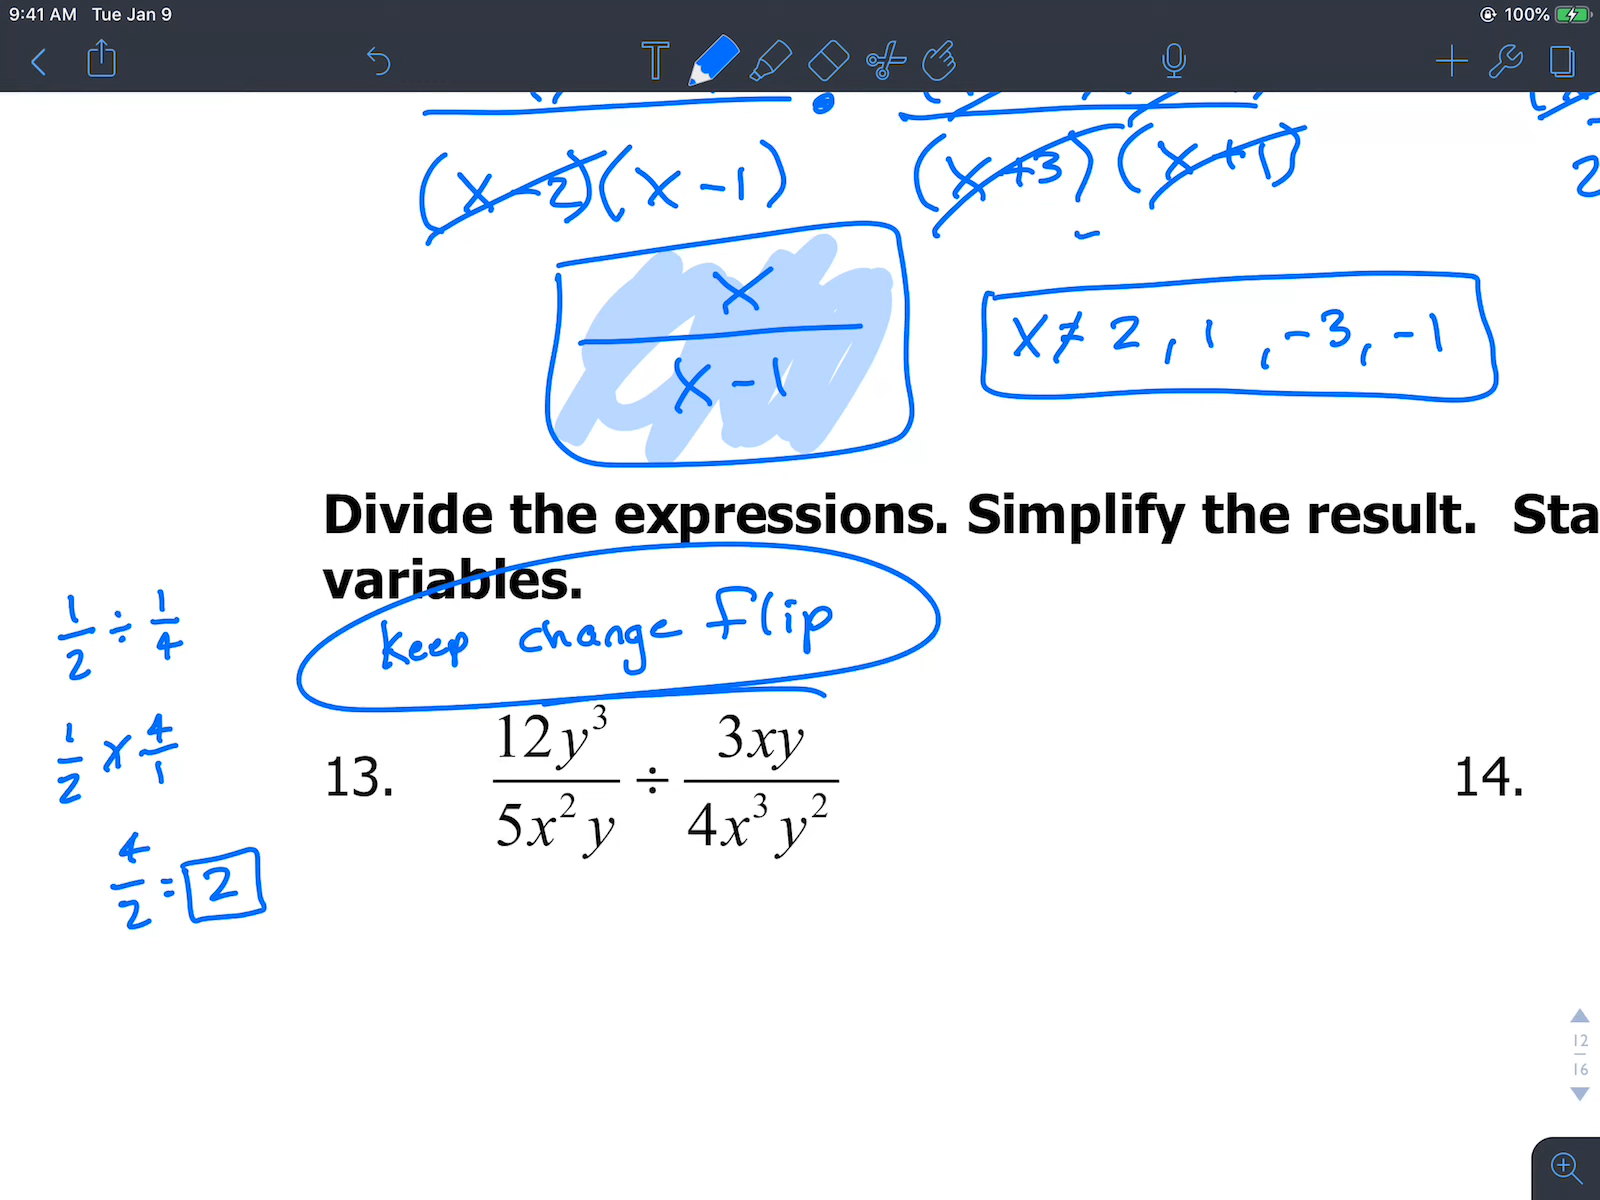 9:41 AM Tue Jan 9
100%
T
(x-2)(x-1) (x+3)(x+1) 2
x
x-1
x≠ 2, 1, -3, -1
Divide the expressions. Simplify the result. Sta
variables.
keep change flip
1/2 ÷ 1/4
1/2 x 4/1
4/2 = 2
13. 12y³/5x²y ÷ 3xy/4x³y²
14.
12
16